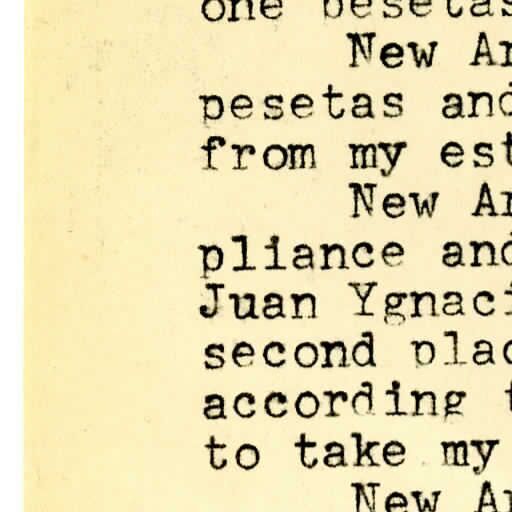 one pesetas
New Ar
pesetas and
from my est
New Ar
pliance and
Juan Ygnaci
second plac
according t
to take my
New Ar